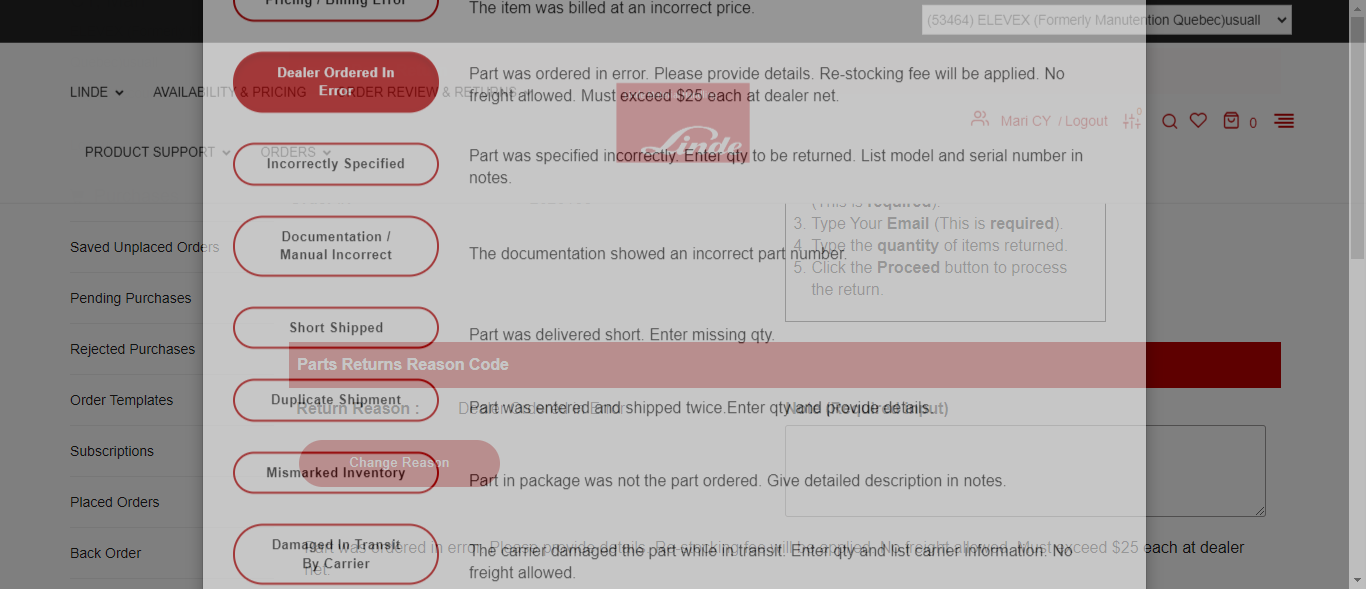 Pricing / Billing Error
The item was billed at an incorrect price.
(53464) ELEVEX (Formerly Manutention Quebec)usuall
Dealer Ordered In
Error
Part was ordered in error. Please provide details. Re-stocking fee will be applied. No
freight allowed. Must exceed $25 each at dealer net.
LINDE
AVAILABILITY & PRICING
ORDER REVIEW & RETURNS
Linde
Mari CY / Logout
0
0
PRODUCT SUPPORT
ORDERS
Incorrectly Specified
Part was specified incorrectly. Enter qty to be returned. List model and serial number in
notes.
(This is required).
3. Type Your Email (This is required).
4. Type the quantity of items returned.
5. Click the Proceed button to process
the return.
Saved Unplaced Orders
Pending Purchases
Rejected Purchases
Order Templates
Subscriptions
Placed Orders
Back Order
Documentation /
Manual Incorrect
The documentation showed an incorrect part number.
Short Shipped
Part was delivered short. Enter missing qty.
Parts Returns Reason Code
Duplicate Shipment
Part was entered and shipped twice.Enter qty and provide details.
Return Reason :
Dealer Ordered In Error
Note (Required Input)
Change Reason
Mismarked Inventory
Part in package was not the part ordered. Give detailed description in notes.
Damaged In Transit
By Carrier
The carrier damaged the part while in transit. Enter qty and list carrier information. No
freight allowed.
Part was ordered in error. Please provide details. Re-stocking fee will be applied. No freight allowed. Must exceed $25 each at dealer
net.